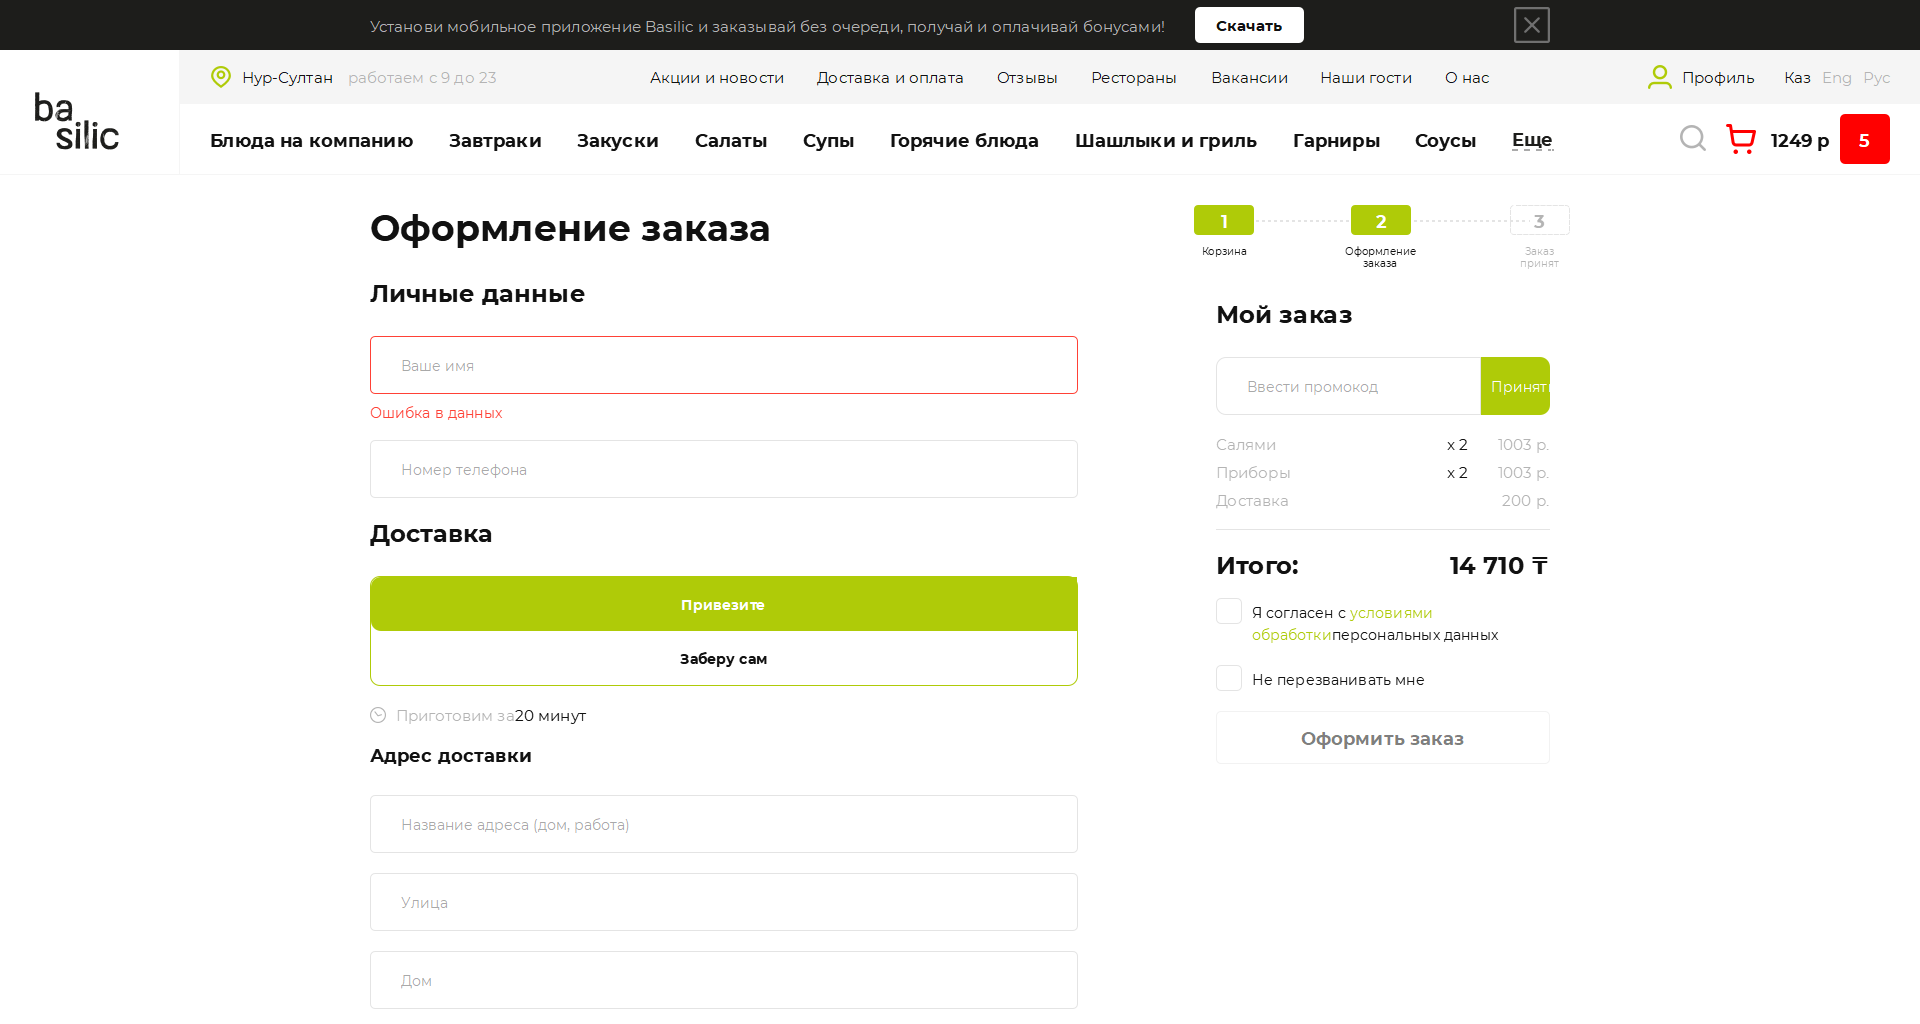 Установи мобильное приложение Basilic и заказывай без очереди, получай и оплачивай бонусами! Скачать
Нур-Султан работаем с 9 до 23 Акции и новости Доставка и оплата Отзывы Рестораны Вакансии Наши гости О нас Профиль Каз Eng Рус
ba
silic
Блюда на компанию Завтраки Закуски Салаты Супы Горячие блюда Шашлыки и гриль Гарниры Соусы Еще 1249 р 5
Оформление заказа
1 2 3
Корзина Оформление заказа Заказ принят
Личные данные
Ваше имя
Ошибка в данных
Номер телефона
Доставка
Привезите
Заберу сам
Приготовим за20 минут
Адрес доставки
Название адреса (дом, работа)
Улица
Дом
Мой заказ
Ввести промокод Принять
Салями x 2 1003 р.
Приборы x 2 1003 р.
Доставка 200 р.
Итого: 14 710 ₸
Я согласен с условиями
обработкиперсональных данных
Не перезванивать мне
Оформить заказ